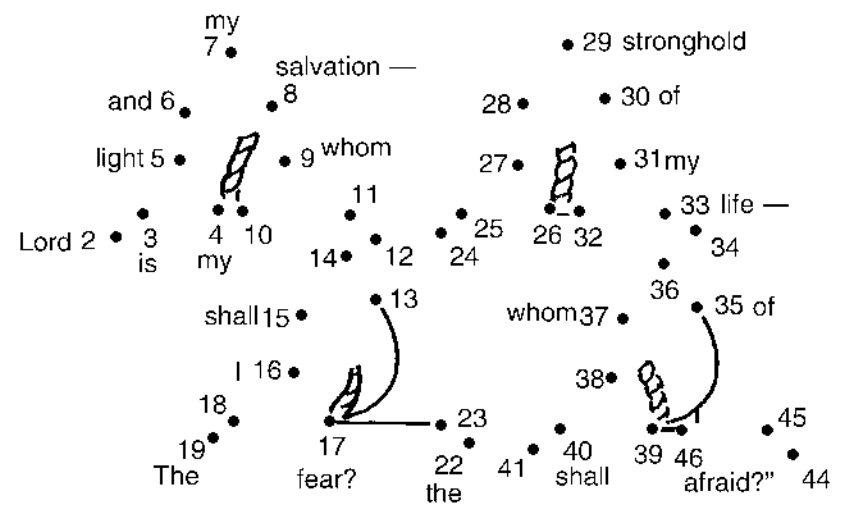 my
7
29 stronghold
salvation —
and 6
8
28
30 of
light 5
9 whom
27
31 my
11
33 life —
Lord 2
3
is
4
my
10
14
12
24
25
26
32
34
36
13
35 of
shall 15
whom 37
I 16
38
18
23
45
19
The
17
fear?
22
the
41
40
shall
39
46
afraid?”
44